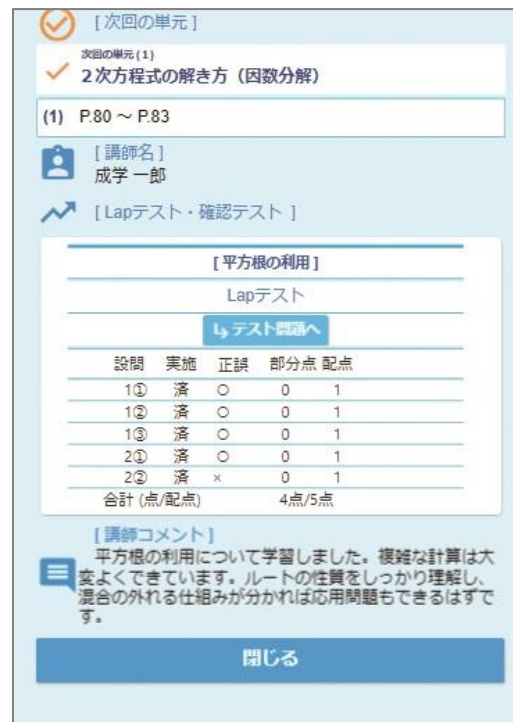 [ 次回の単元 ]
次回の単元 (1)
2次方程式の解き方（因数分解）
(1) P.80 ～ P.83
[ 講師名 ]
成学 一郎
[ Lapテスト・確認テスト ]
[ 平方根の利用 ]
Lapテスト
テスト問題へ
設問 実施 正誤 部分点 配点
1① 済 ○ 0 1
1② 済 ○ 0 1
1③ 済 ○ 0 1
2① 済 ○ 0 1
2② 済 × 0 1
合計 (点/配点) 4点/5点
[ 講師コメント ]
平方根の利用について学習しました。複雑な計算は大
変よくできています。ルートの性質をしっかり理解し、
混合の外れる仕組みが分かれば応用問題もできるはずで
す。
閉じる